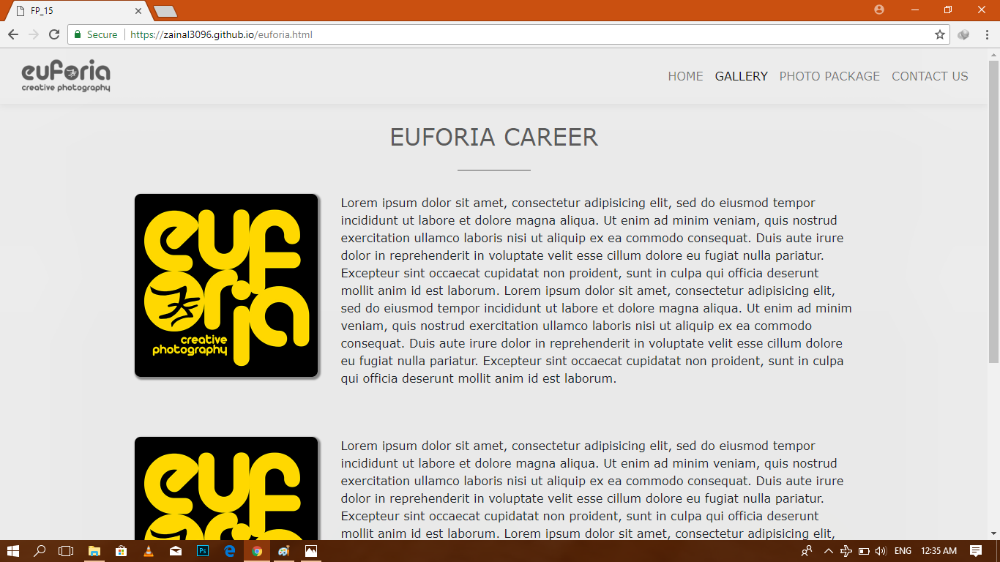 FP_15
Secure https://zainal3096.github.io/euforia.html
euforia
creative photography
HOME GALLERY PHOTO PACKAGE CONTACT US
EUFORIA CAREER
euf
oria
creative
photography
Lorem ipsum dolor sit amet, consectetur adipisicing elit, sed do eiusmod tempor
incididunt ut labore et dolore magna aliqua. Ut enim ad minim veniam, quis nostrud
exercitation ullamco laboris nisi ut aliquip ex ea commodo consequat. Duis aute irure
dolor in reprehenderit in voluptate velit esse cillum dolore eu fugiat nulla pariatur.
Excepteur sint occaecat cupidatat non proident, sunt in culpa qui officia deserunt
mollit anim id est laborum. Lorem ipsum dolor sit amet, consectetur adipisicing elit,
sed do eiusmod tempor incididunt ut labore et dolore magna aliqua. Ut enim ad minim
veniam, quis nostrud exercitation ullamco laboris nisi ut aliquip ex ea commodo
consequat. Duis aute irure dolor in reprehenderit in voluptate velit esse cillum dolore
eu fugiat nulla pariatur. Excepteur sint occaecat cupidatat non proident, sunt in culpa
qui officia deserunt mollit anim id est laborum.
euf
oria
Lorem ipsum dolor sit amet, consectetur adipisicing elit, sed do eiusmod tempor
incididunt ut labore et dolore magna aliqua. Ut enim ad minim veniam, quis nostrud
exercitation ullamco laboris nisi ut aliquip ex ea commodo consequat. Duis aute irure
dolor in reprehenderit in voluptate velit esse cillum dolore eu fugiat nulla pariatur.
Excepteur sint occaecat cupidatat non proident, sunt in culpa qui officia deserunt
mollit anim id est laborum. Lorem ipsum dolor sit amet, consectetur adipisicing elit,
Ps
ENG 12:35 AM